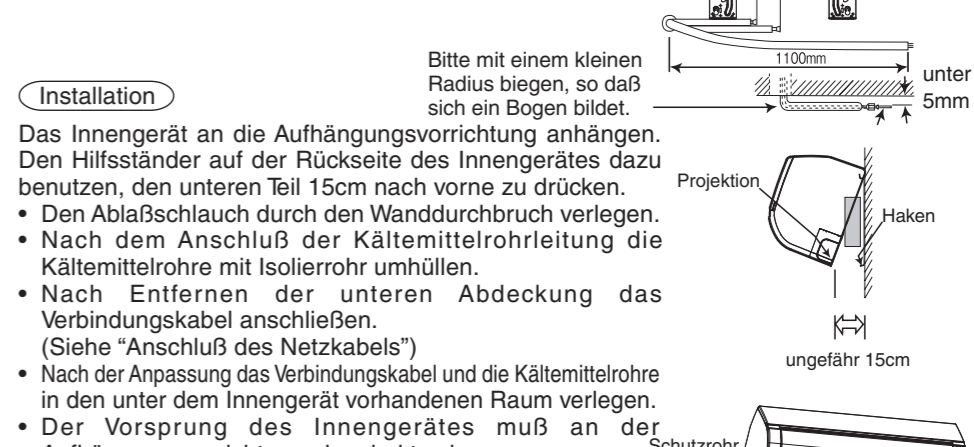 1100mm
Bitte mit einem kleinen
Radius biegen, so daß
sich ein Bogen bildet.
unter
5mm
Installation
Das Innengerät an die Aufhängungsvorrichtung anhängen.
Den Hilfsständer auf der Rückseite des Innengerätes dazu
benutzen, den unteren Teil 15cm nach vorne zu drücken.
• Den Ablaßschlauch durch den Wanddurchbruch verlegen.
• Nach dem Anschluß der Kältemittelrohrleitung die
Kältemittelrohre mit Isolierrohr umhüllen.
• Nach Entfernen der unteren Abdeckung das
Verbindungskabel anschließen.
(Siehe “Anschluß des Netzkabels”)
• Nach der Anpassung das Verbindungskabel und die Kältemittelrohre
in den unter dem Innengerät vorhandenen Raum verlegen.
• Der Vorsprung des Innengerätes muß an der
Projektion
Haken
ungefähr 15cm
Schutzrohr